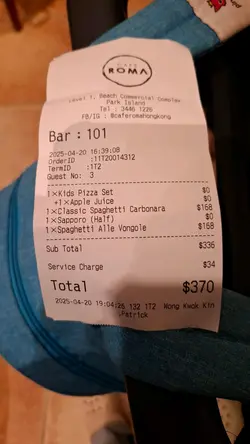 CAFE
ROMA
Level 1, Beach Commercial Complex
Park Island
Tel : 3446 1226
FB/IG : @caferomahongkong
Bar : 101
2025-04-20 16:39:08
OrderID :11T20014312
TermID :1T2
Guest No: 3
1×Kids Pizza Set $0
+1×Apple Juice $0
1×Classic Spaghetti Carbonara $168
1×Sapporo (Half) $0
1×Spaghetti Alle Vongole $168
Sub Total $336
Service Charge $34
Total $370
2025-04-20 19:04:26 132 1T2 Wong Kwok Kin
,Patrick